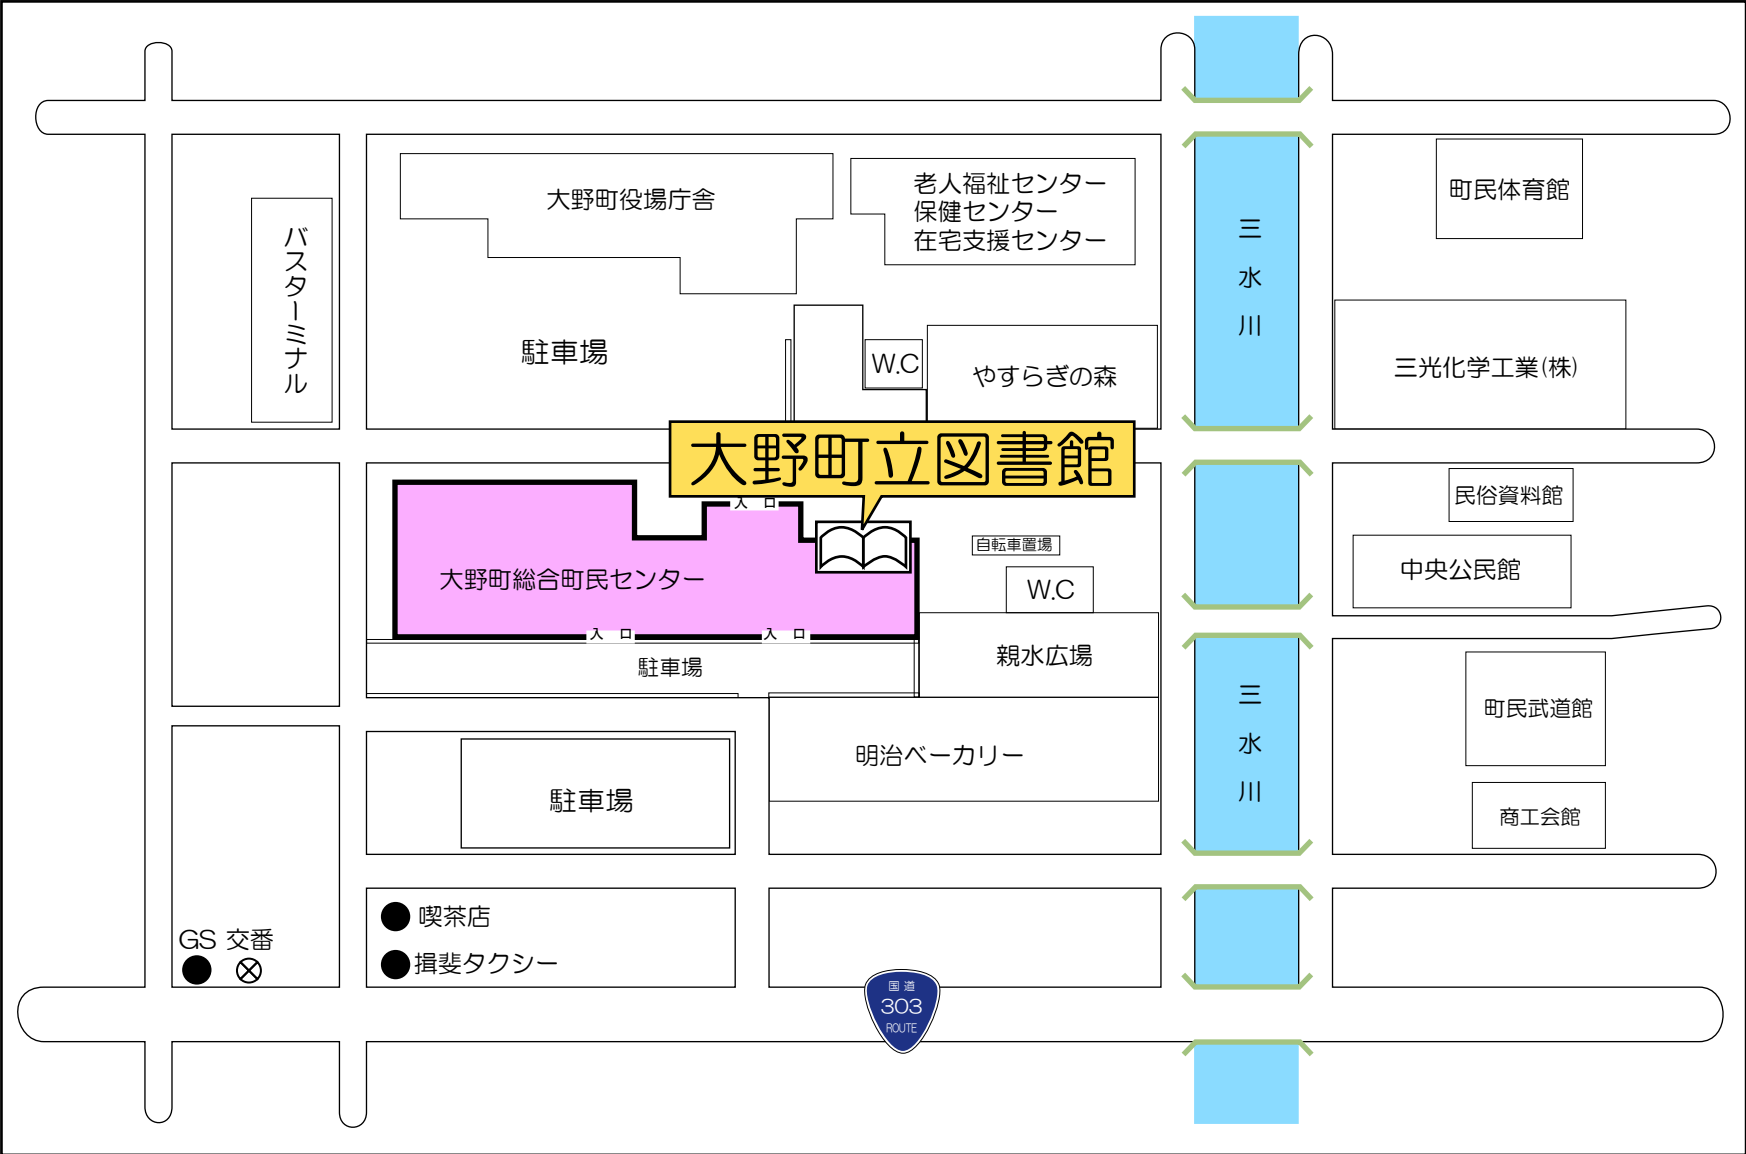 大野町役場庁舎
老人福祉センター
保健センター
在宅支援センター
町民体育館
バスターミナル
三水川
駐車場
W.C
やすらぎの森
三光化学工業(株)
大野町立図書館
入口
民俗資料館
自転車置場
中央公民館
大野町総合町民センター
W.C
入口
入口
駐車場
親水広場
三水川
町民武道館
明治ベーカリー
駐車場
商工会館
喫茶店
揖斐タクシー
GS 交番
国道
303
ROUTE